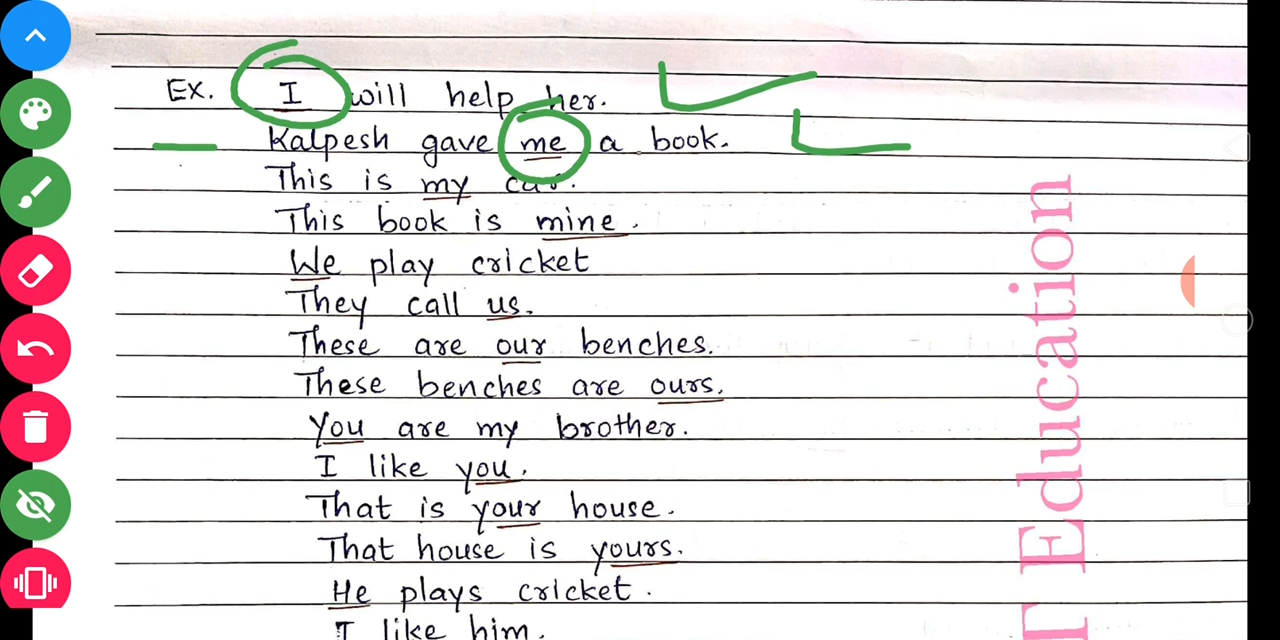 Ex. I will help her.
Kalpesh gave me a book.
This is my car.
This book is mine.
We play cricket
They call us.
These are our benches.
These benches are ours.
You are my brother.
I like you.
That is your house.
That house is yours.
He plays cricket.
I like him.
T Education